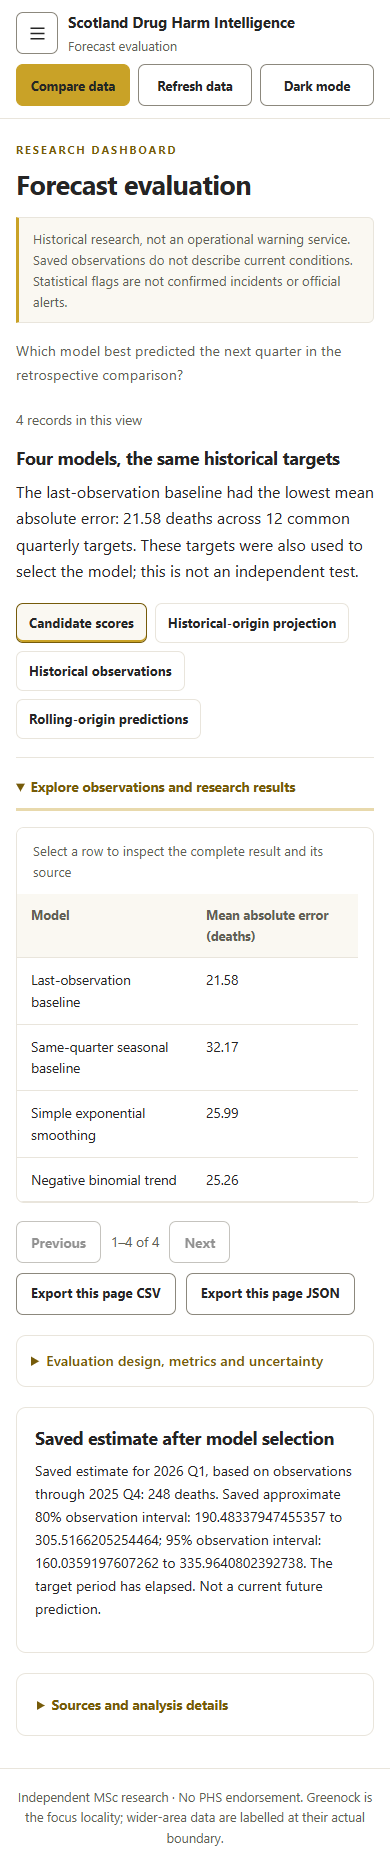 Scotland Drug Harm Intelligence
Forecast evaluation
Compare data
Refresh data
Dark mode
RESEARCH DASHBOARD
Forecast evaluation
Historical research, not an operational warning service.
Saved observations do not describe current conditions.
Statistical flags are not confirmed incidents or official
alerts.
Which model best predicted the next quarter in the
retrospective comparison?
4 records in this view
Four models, the same historical targets
The last-observation baseline had the lowest mean
absolute error: 21.58 deaths across 12 common
quarterly targets. These targets were also used to
select the model; this is not an independent test.
Candidate scores
Historical-origin projection
Historical observations
Rolling-origin predictions
Explore observations and research results
Select a row to inspect the complete result and its
source
Model
Mean absolute error
(deaths)
Last-observation
baseline
21.58
Same-quarter seasonal
baseline
32.17
Simple exponential
smoothing
25.99
Negative binomial trend
25.26
Previous
1–4 of 4
Next
Export this page CSV
Export this page JSON
Evaluation design, metrics and uncertainty
Saved estimate after model selection
Saved estimate for 2026 Q1, based on observations
through 2025 Q4: 248 deaths. Saved approximate
80% observation interval: 190.48337947455357 to
305.5166205254464; 95% observation interval:
160.0359197607262 to 335.9640802392738. The
target period has elapsed. Not a current future
prediction.
Sources and analysis details
Independent MSc research · No PHS endorsement. Greenock is
the focus locality; wider-area data are labelled at their actual
boundary.